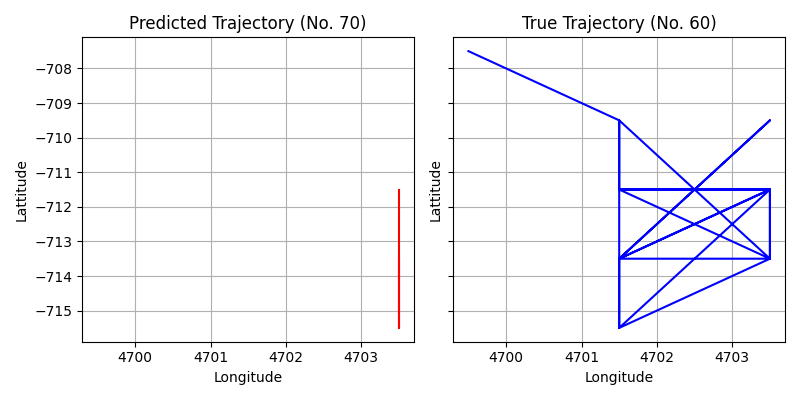 Predicted Trajectory (No. 70)
True Trajectory (No. 60)
−708
−709
−710
−711
−712
−713
−714
−715
Lattitude
Lattitude
4700 4701 4702 4703
4700 4701 4702 4703
Longitude
Longitude